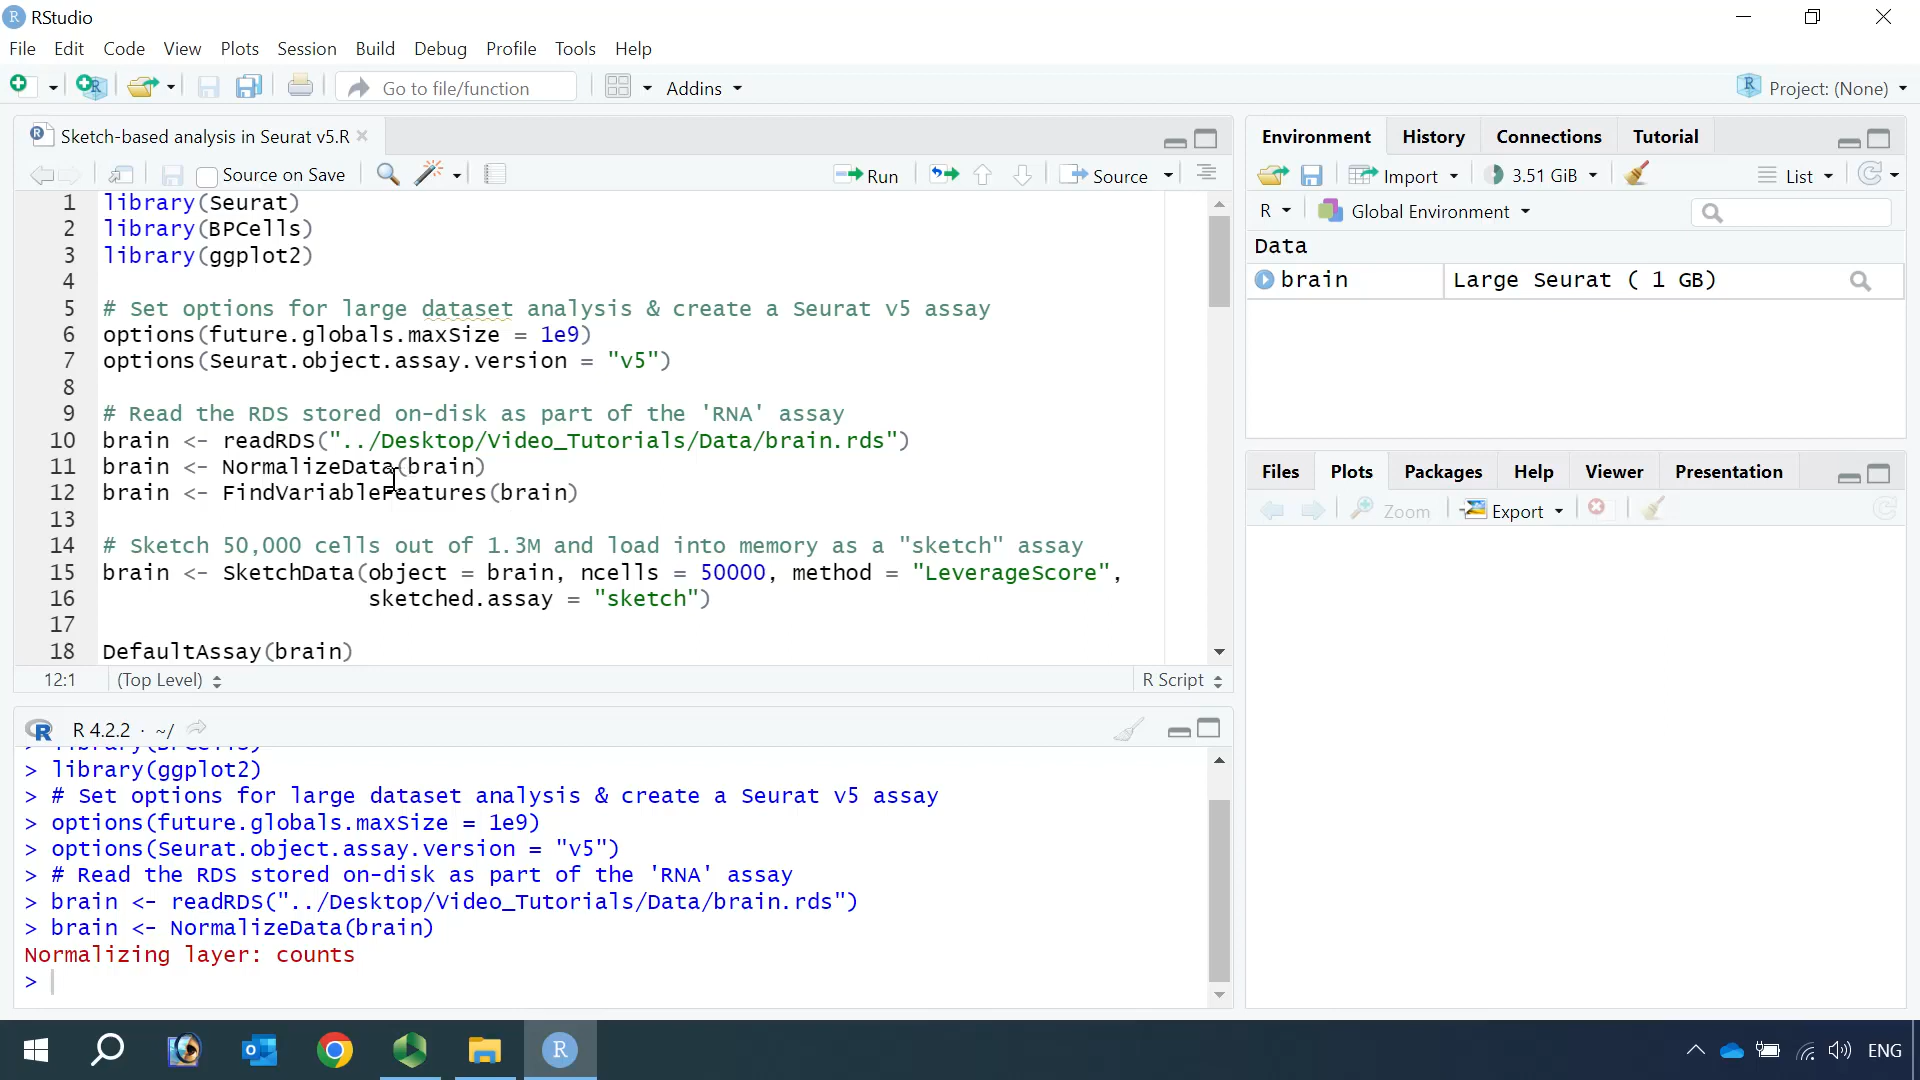 RStudio
File Edit Code View Plots Session Build Debug Profile Tools Help
Go to file/function
Addins
Project: (None)
Sketch-based analysis in Seurat v5.R
Source on Save
Run
Source
1 library(Seurat)
2 library(BPCells)
3 library(ggplot2)
4
5 # Set options for large dataset analysis & create a Seurat v5 assay
6 options(future.globals.maxSize = 1e9)
7 options(Seurat.object.assay.version = "v5")
8
9 # Read the RDS stored on-disk as part of the 'RNA' assay
10 brain <- readRDS("../Desktop/Video_Tutorials/Data/brain.rds")
11 brain <- NormalizeData(brain)
12 brain <- FindVariableFeatures(brain)
13
14 # Sketch 50,000 cells out of 1.3M and load into memory as a "sketch" assay
15 brain <- SketchData(object = brain, ncells = 50000, method = "LeverageScore",
16 sketched.assay = "sketch")
17
18 DefaultAssay(brain)
12:1 (Top Level) R Script
R 4.2.2 · ~/
> library(BPCells)
> library(ggplot2)
> # Set options for large dataset analysis & create a Seurat v5 assay
> options(future.globals.maxSize = 1e9)
> options(Seurat.object.assay.version = "v5")
> # Read the RDS stored on-disk as part of the 'RNA' assay
> brain <- readRDS("../Desktop/Video_Tutorials/Data/brain.rds")
> brain <- NormalizeData(brain)
Normalizing layer: counts
>
Environment History Connections Tutorial
Import 3.51 GiB List
R Global Environment
Data
brain Large Seurat ( 1 GB)
Files Plots Packages Help Viewer Presentation
Zoom Export
ENG